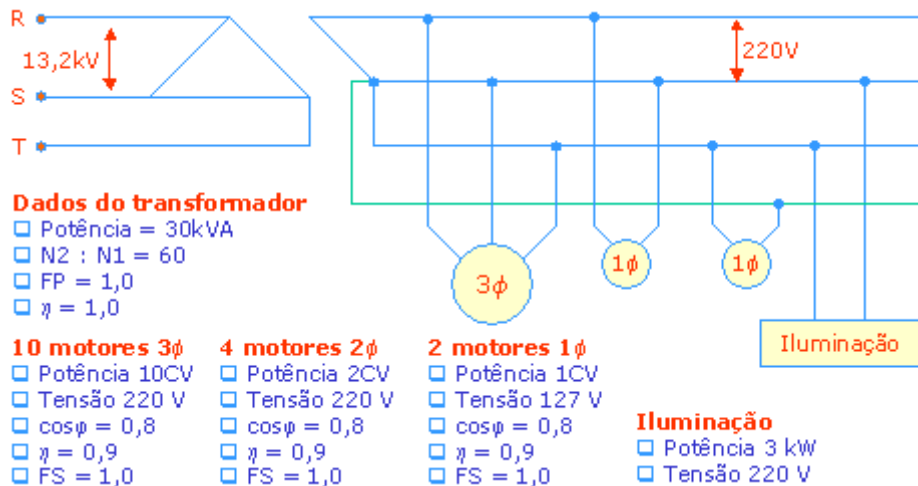 R
13,2kV
220V
S
T
Dados do transformador
❑ Potência = 30kVA
❑ N2 : N1 = 60
❑ FP = 1,0
❑ η = 1,0
3ϕ
1ϕ
1ϕ
Iluminação
10 motores 3ϕ
❑ Potência 10CV
❑ Tensão 220 V
❑ cosφ = 0,8
❑ η = 0,9
❑ FS = 1,0
4 motores 2ϕ
❑ Potência 2CV
❑ Tensão 220 V
❑ cosφ = 0,8
❑ η = 0,9
❑ FS = 1,0
2 motores 1ϕ
❑ Potência 1CV
❑ Tensão 127 V
❑ cosφ = 0,8
❑ η = 0,9
❑ FS = 1,0
Iluminação
❑ Potência 3 kW
❑ Tensão 220 V